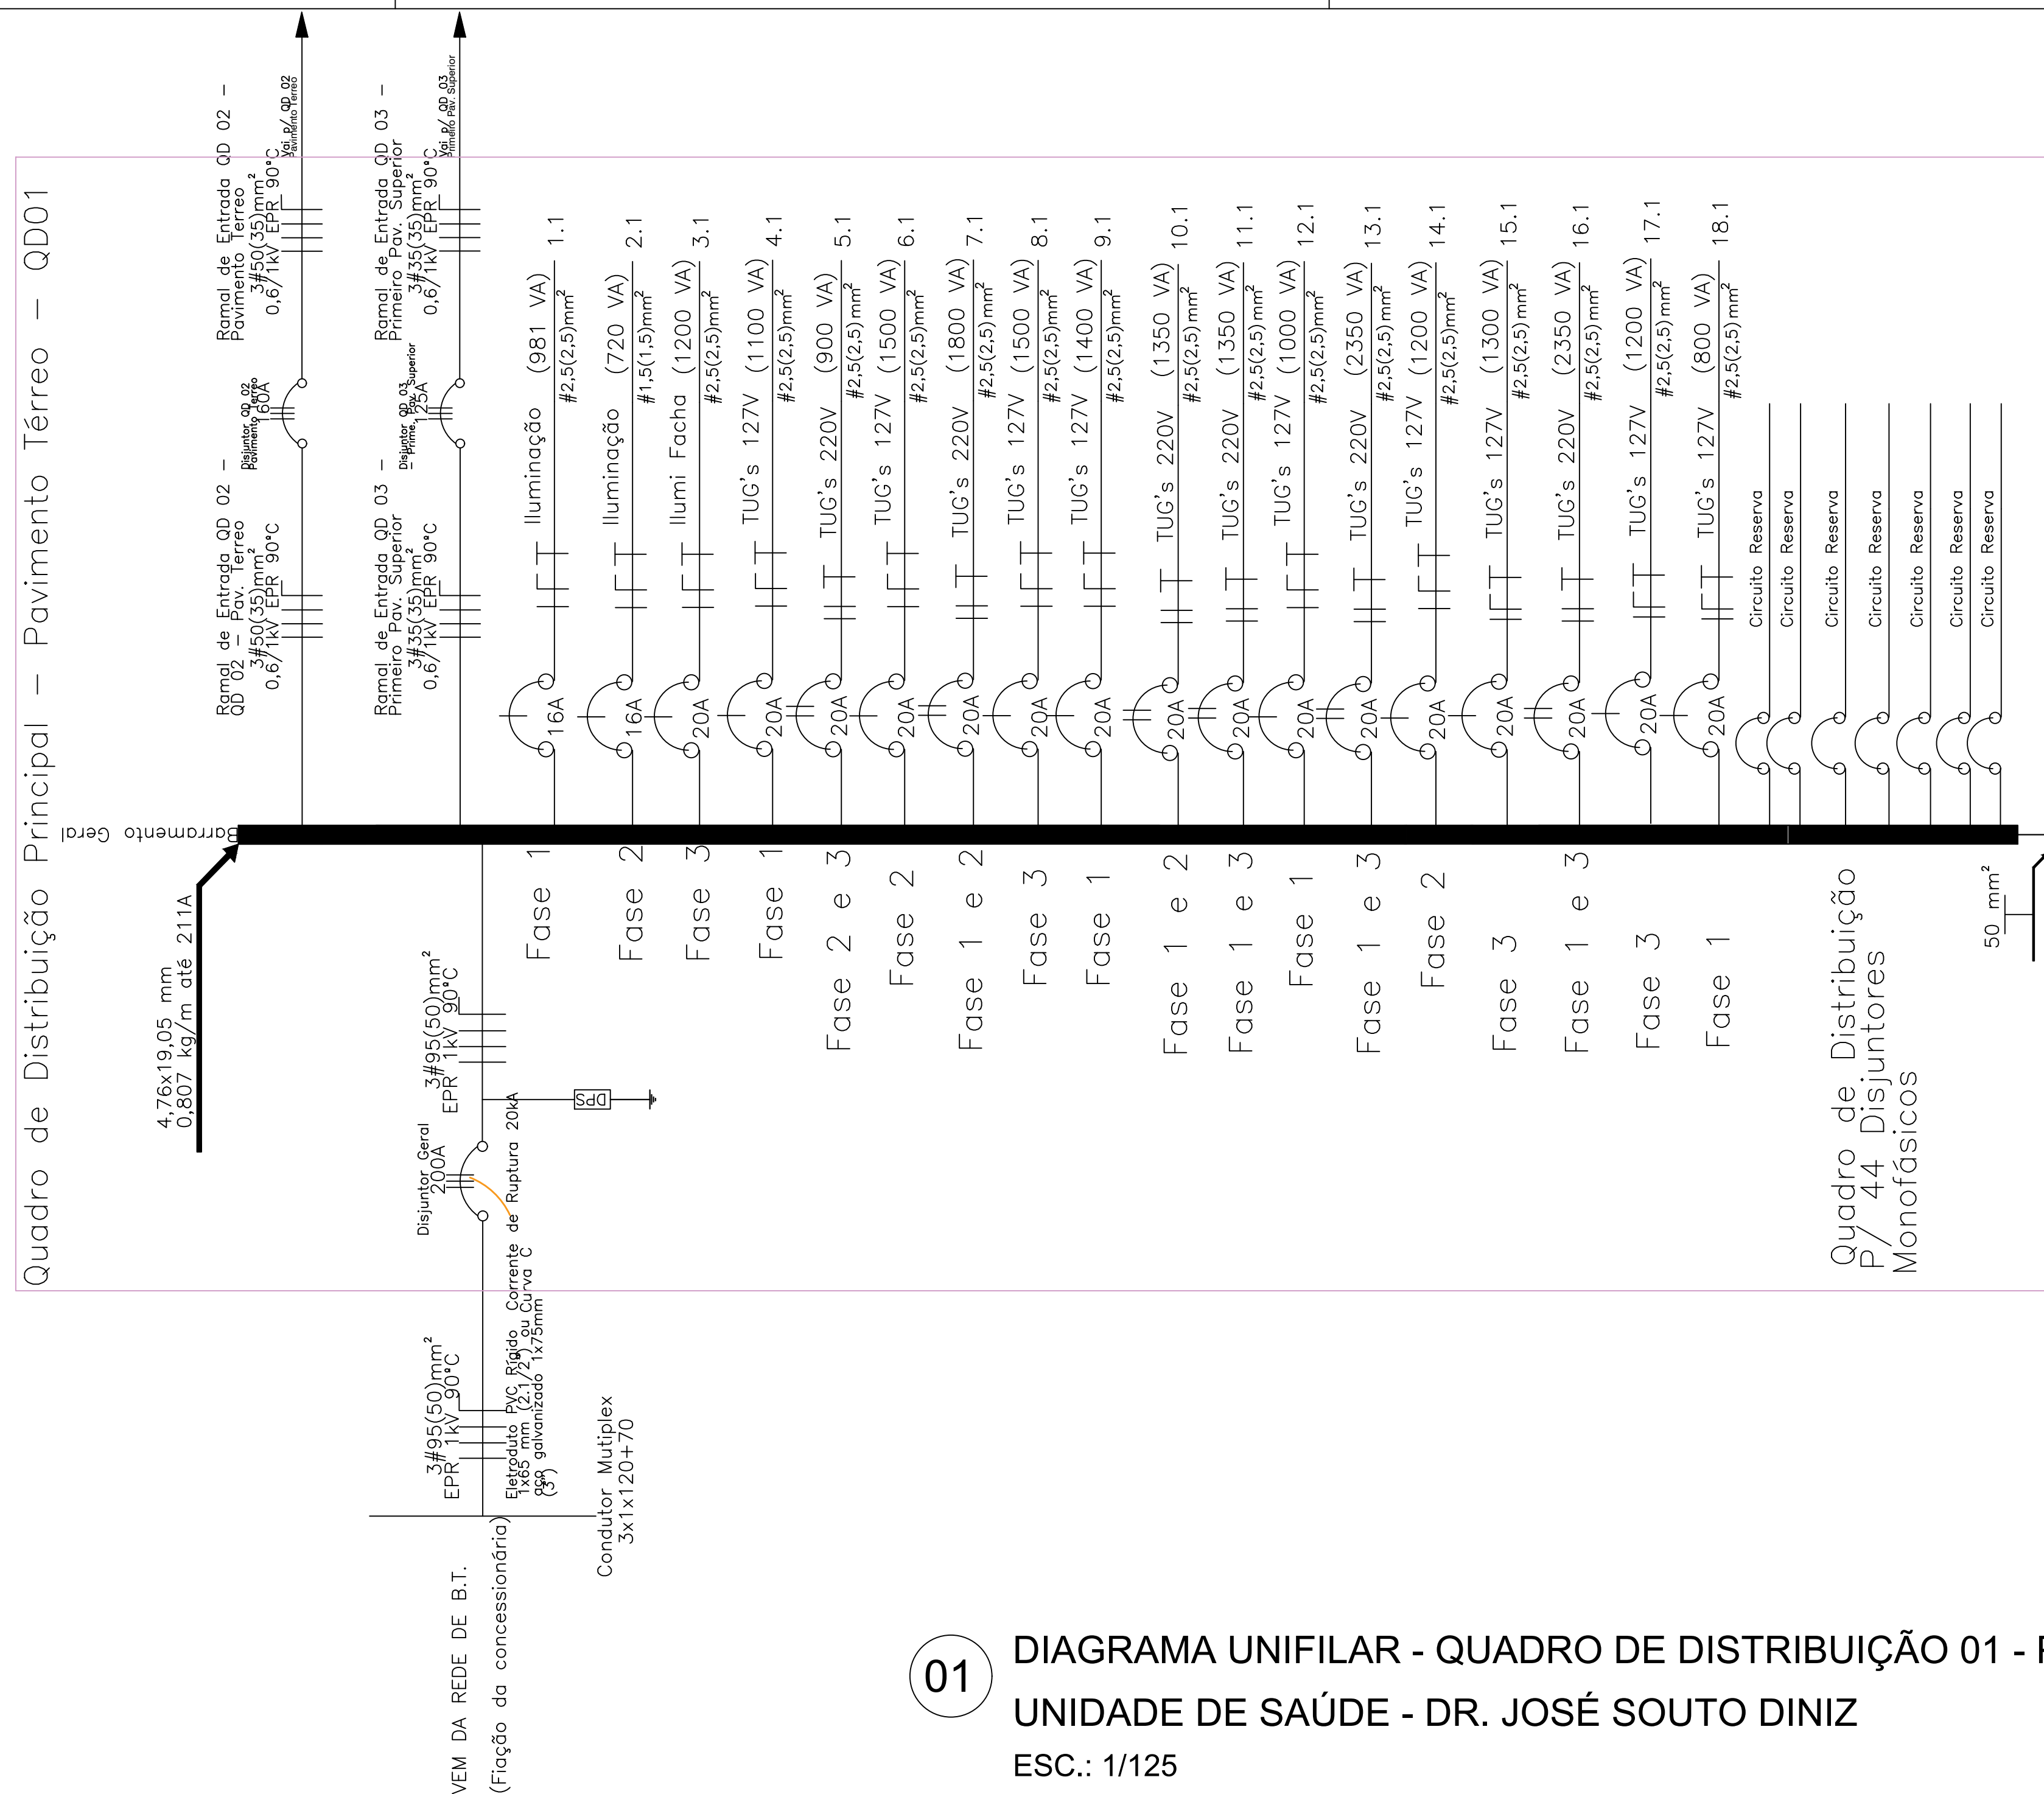 Quadro de Distribuição Principal – Pavimento Térreo – QD01
Ramal de Entrada QD 02 –
Pavimento Terreo
3#50(35)mm²
0,6/1kV EPR 90°C
Vai p/ QD 02
Pavimento Terreo
Disjuntor QD 02
Pavimento Terreo
160A
Ramal de Entrada QD 02 –
QD 02 – Pav. Terreo
3#50(35)mm²
0,6/1kV EPR 90°C
Ramal de Entrada QD 03 –
Primeiro Pav. Superior
3#35(35)mm²
0,6/1kV EPR 90°C
Vai p/ QD 03
Primeiro Pav. Superior
Disjuntor QD 03
– Prime. Pav. Superior
125A
Ramal de Entrada QD 03 –
Primeiro Pav. Superior
3#35(35)mm²
0,6/1kV EPR 90°C
Iluminação (981 VA) 1.1
#2,5(2,5)mm²
16A
Fase 1
Iluminação (720 VA) 2.1
#1,5(1,5)mm²
16A
Fase 2
Ilumi Facha (1200 VA) 3.1
#2,5(2,5)mm²
20A
Fase 3
TUG's 127V (1100 VA) 4.1
#2,5(2,5)mm²
20A
Fase 1
TUG's 220V (900 VA) 5.1
#2,5(2,5)mm²
20A
Fase 2 e 3
TUG's 127V (1500 VA) 6.1
#2,5(2,5)mm²
20A
Fase 2
TUG's 220V (1800 VA) 7.1
#2,5(2,5)mm²
20A
Fase 1 e 2
TUG's 127V (1500 VA) 8.1
#2,5(2,5)mm²
20A
Fase 3
TUG's 127V (1400 VA) 9.1
#2,5(2,5)mm²
20A
Fase 1
TUG's 220V (1350 VA) 10.1
#2,5(2,5)mm²
20A
Fase 1 e 2
TUG's 220V (1350 VA) 11.1
#2,5(2,5)mm²
20A
Fase 1 e 3
TUG's 127V (1000 VA) 12.1
#2,5(2,5)mm²
20A
Fase 1
TUG's 220V (2350 VA) 13.1
#2,5(2,5)mm²
20A
Fase 1 e 3
TUG's 127V (1200 VA) 14.1
#2,5(2,5)mm²
20A
Fase 2
TUG's 127V (1300 VA) 15.1
#2,5(2,5)mm²
20A
Fase 3
TUG's 220V (2350 VA) 16.1
#2,5(2,5)mm²
20A
Fase 1 e 3
TUG's 127V (1200 VA) 17.1
#2,5(2,5)mm²
20A
Fase 3
TUG's 127V (800 VA) 18.1
#2,5(2,5)mm²
20A
Fase 1
Circuito Reserva
Circuito Reserva
Circuito Reserva
Circuito Reserva
Circuito Reserva
Circuito Reserva
Circuito Reserva
Barramento Geral
4,76x19,05 mm
0,807 kg/m até 211A
3#95(50)mm²
EPR 1kV 90°C
DPS
Disjuntor Geral
200A
Corrente de Ruptura 20kA
ou Curva C
3#95(50)mm²
EPR 1kV 90°C
Eletroduto PVC Rígido
1x65 mm (2.1/2")
aço galvanizado 1x75mm
(3")
Condutor Mutiplex
3x1x120+70
VEM DA REDE DE B.T.
(Fiação da concessionária)
Quadro de Distribuição
P/ 44 Disjuntores
Monofásicos
50 mm²
01
DIAGRAMA UNIFILAR - QUADRO DE DISTRIBUIÇÃO 01 -
UNIDADE DE SAÚDE - DR. JOSÉ SOUTO DINIZ
ESC.: 1/125